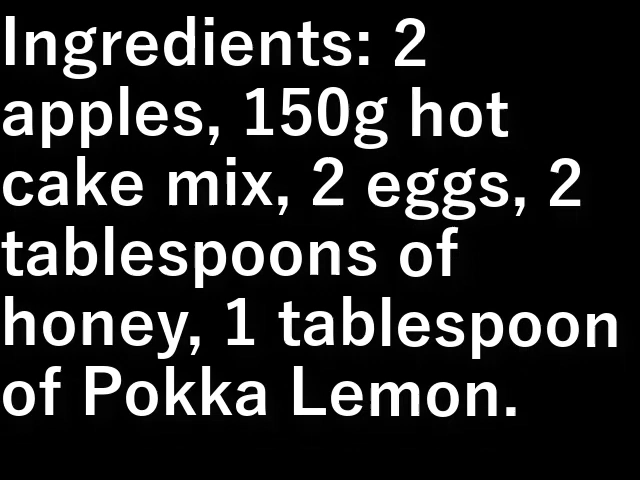 Ingredients: 2
apples, 150g hot
cake mix, 2 eggs, 2
tablespoons of
honey, 1 tablespoon
of Pokka Lemon.